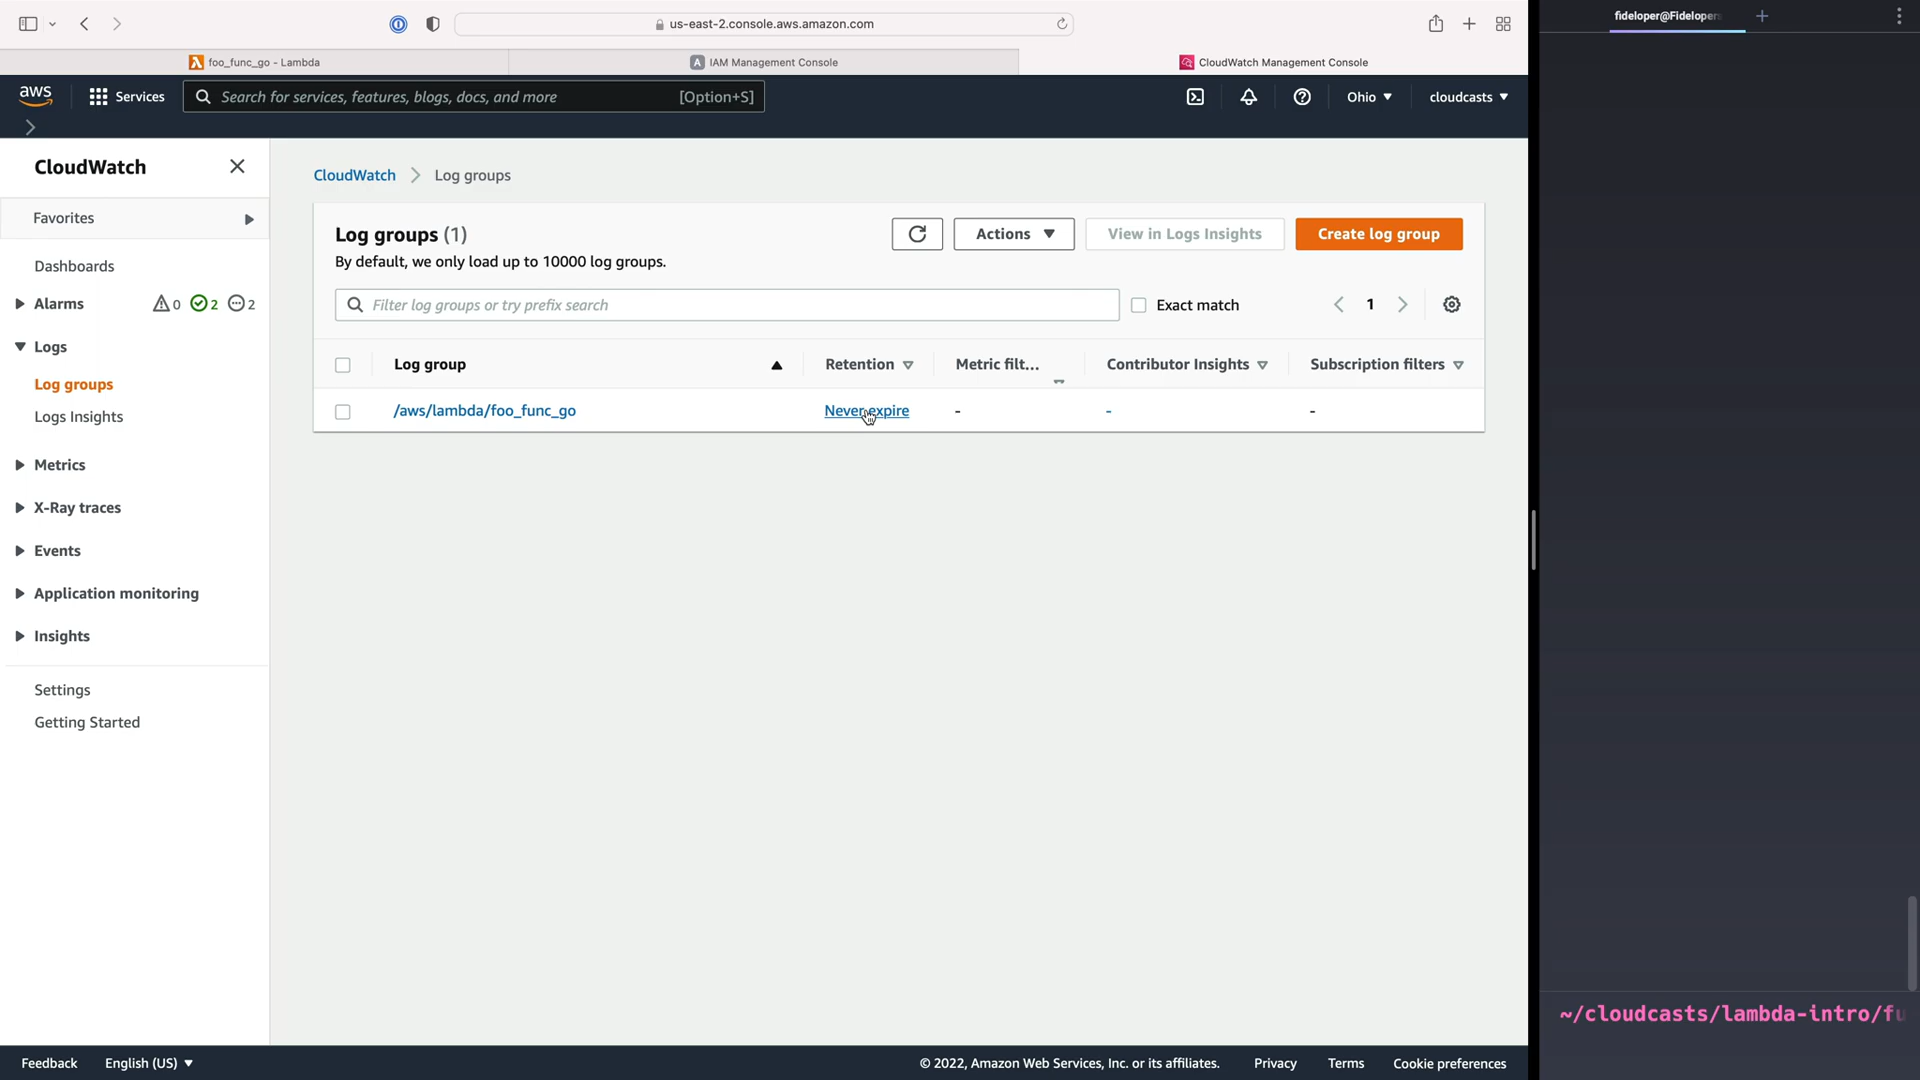 us-east-2.console.aws.amazon.com
fideloper@Fideloper
foo_func_go - Lambda
IAM Management Console
CloudWatch Management Console
aws
Services
Search for services, features, blogs, docs, and more
[Option+S]
Ohio
cloudcasts
CloudWatch
Favorites
Dashboards
Alarms
0
2
2
Logs
Log groups
Logs Insights
Metrics
X-Ray traces
Events
Application monitoring
Insights
Settings
Getting Started
CloudWatch
Log groups
Log groups (1)
By default, we only load up to 10000 log groups.
Actions
View in Logs Insights
Create log group
Filter log groups or try prefix search
Exact match
1
Log group
Retention
Metric filt...
Contributor Insights
Subscription filters
/aws/lambda/foo_func_go
Never expire
-
-
-
~/cloudcasts/lambda-intro/fu
Feedback
English (US)
© 2022, Amazon Web Services, Inc. or its affiliates.
Privacy
Terms
Cookie preferences